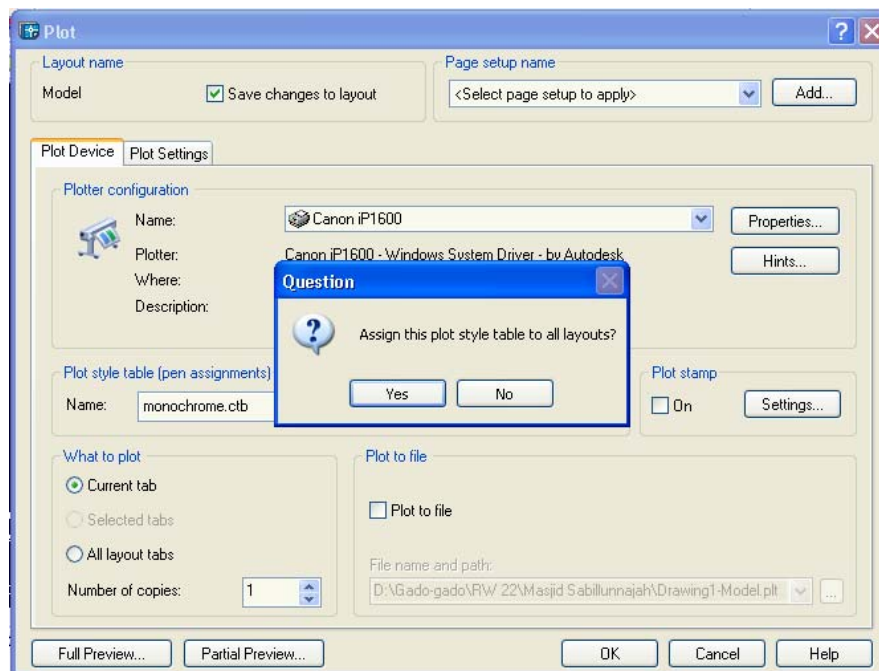 Plot
Layout name
Model
Save changes to layout
Page setup name
<Select page setup to apply>
Add...
Plot Device
Plot Settings
Plotter configuration
Name:
Canon iP1600
Properties...
Plotter:
Canon iP1600 - Windows System Driver - by Autodesk
Hints...
Where:
Description:
Question
Assign this plot style table to all layouts?
Yes
No
Plot style table (pen assignments)
Name:
monochrome.ctb
Plot stamp
On
Settings...
What to plot
Current tab
Selected tabs
All layout tabs
Number of copies:
1
Plot to file
Plot to file
File name and path:
D:\Gado-gado\RW 22\Masjid Sabillunnajah\Drawing1-Model.plt
...
Full Preview...
Partial Preview...
OK
Cancel
Help